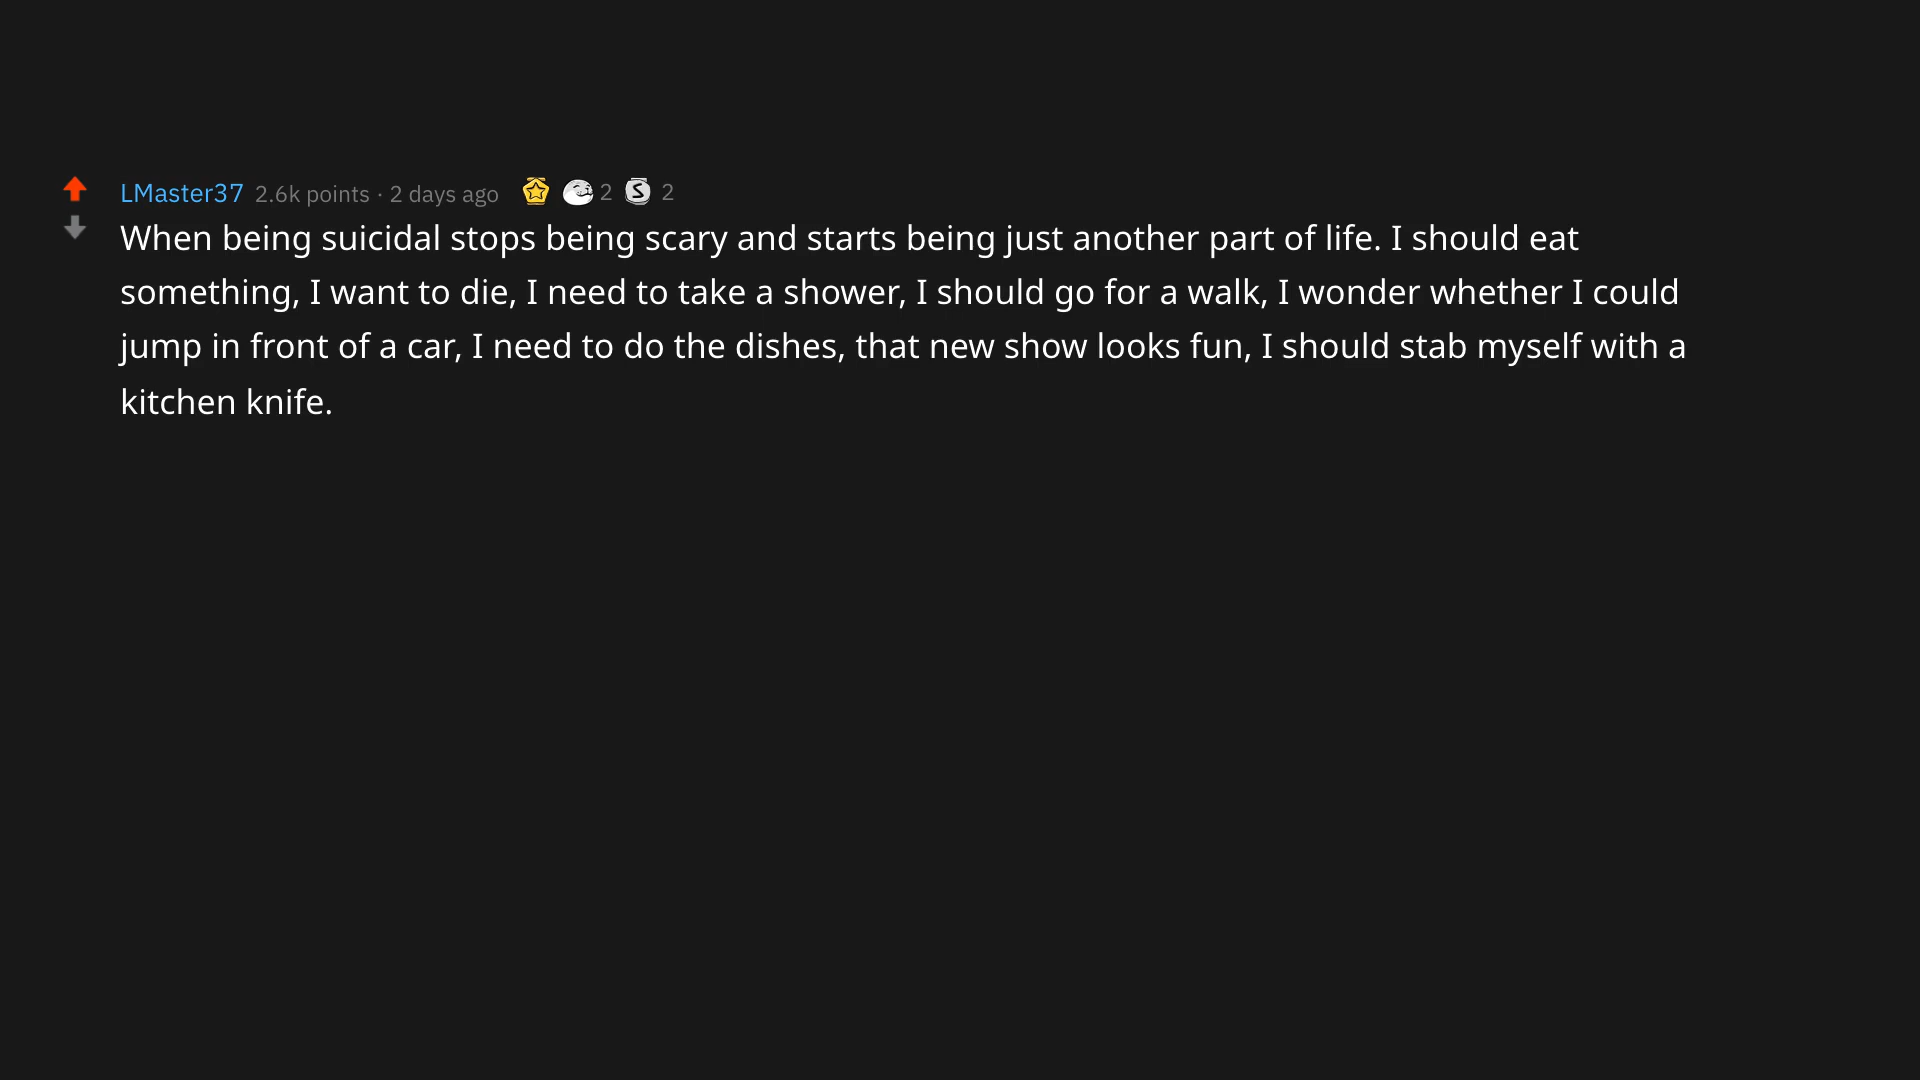 LMaster37 2.6k points · 2 days ago 2 S 2
When being suicidal stops being scary and starts being just another part of life. I should eat
something, I want to die, I need to take a shower, I should go for a walk, I wonder whether I could
jump in front of a car, I need to do the dishes, that new show looks fun, I should stab myself with a
kitchen knife.